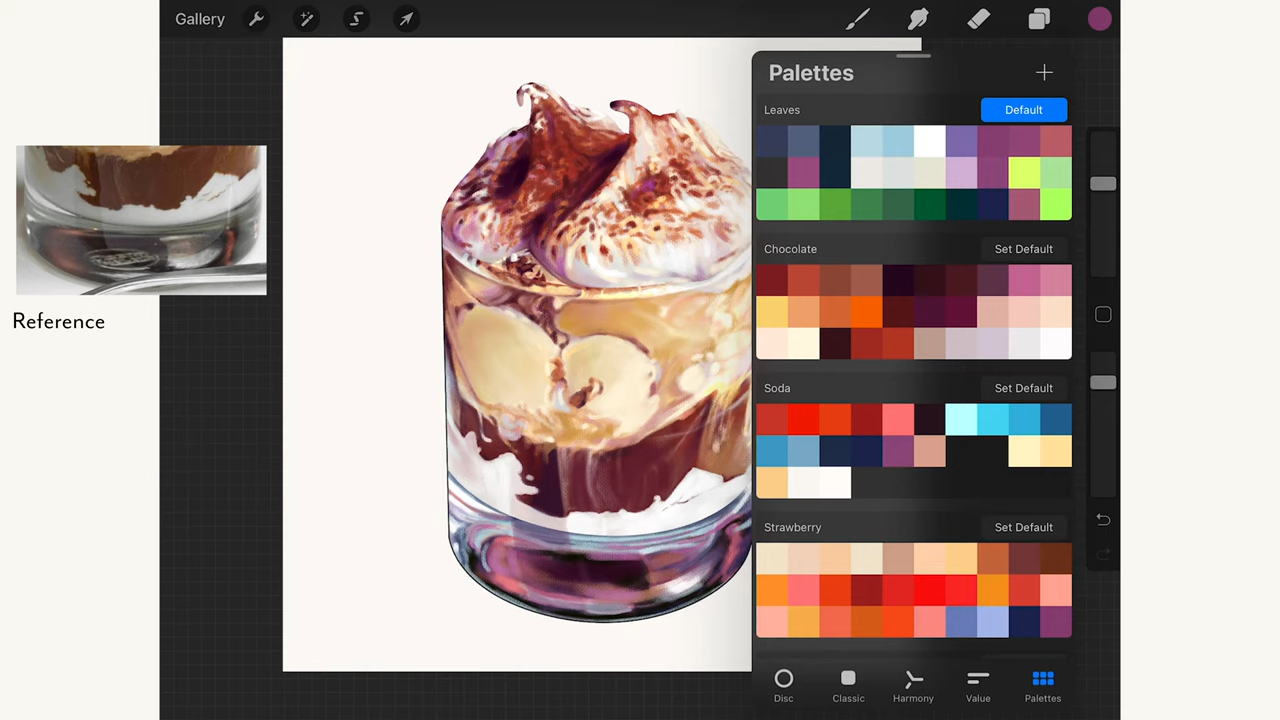 Gallery
Palettes
Leaves
Default
Chocolate
Set Default
Soda
Set Default
Strawberry
Set Default
Disc
Classic
Harmony
Value
Palettes
Reference